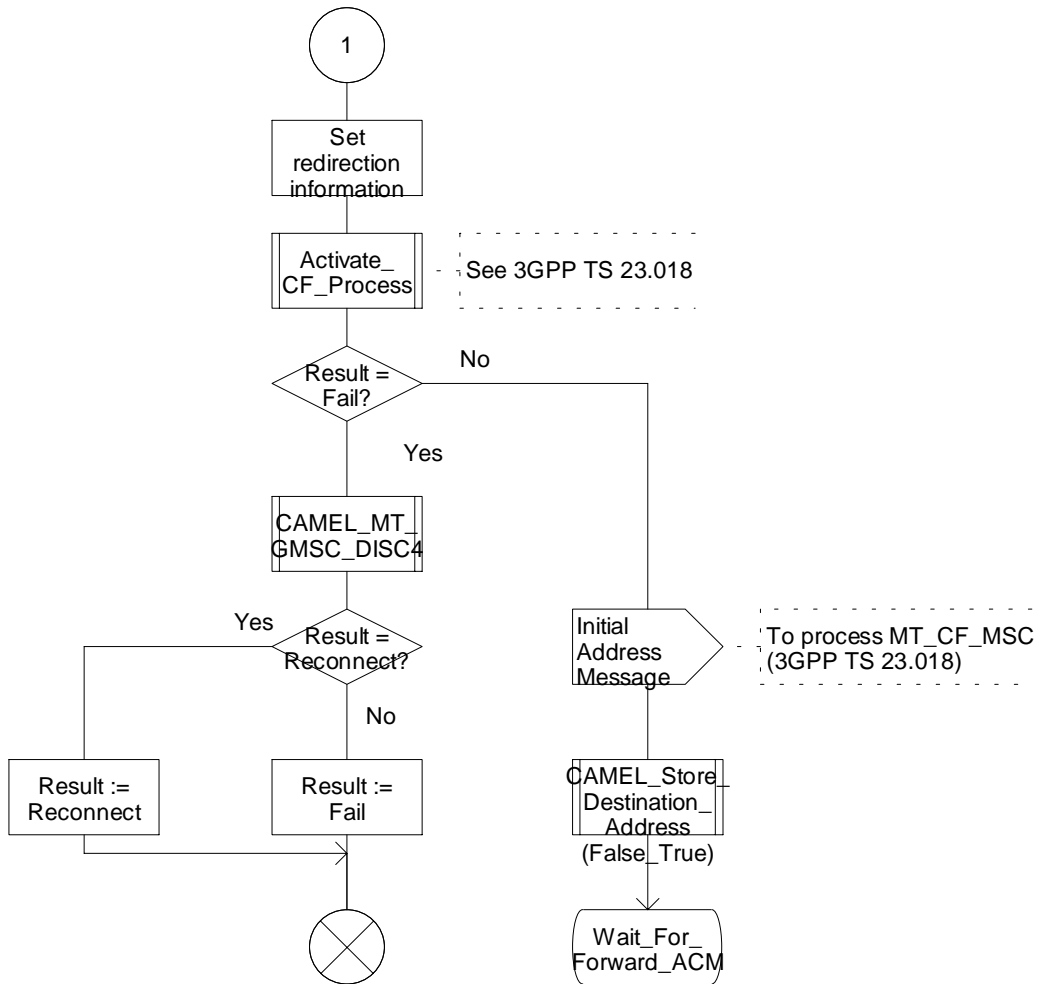 1
Set
redirection
information
Activate_
CF_Process
See 3GPP TS 23.018
Result =
Fail?
No
Yes
CAMEL_MT_
GMSC_DISC4
Yes
Result =
Reconnect?
No
Initial
Address
Message
To process MT_CF_MSC
(3GPP TS 23.018)
Result :=
Reconnect
Result :=
Fail
CAMEL_Store_
Destination_
Address
(False_True)
Wait_For_
Forward_ACM